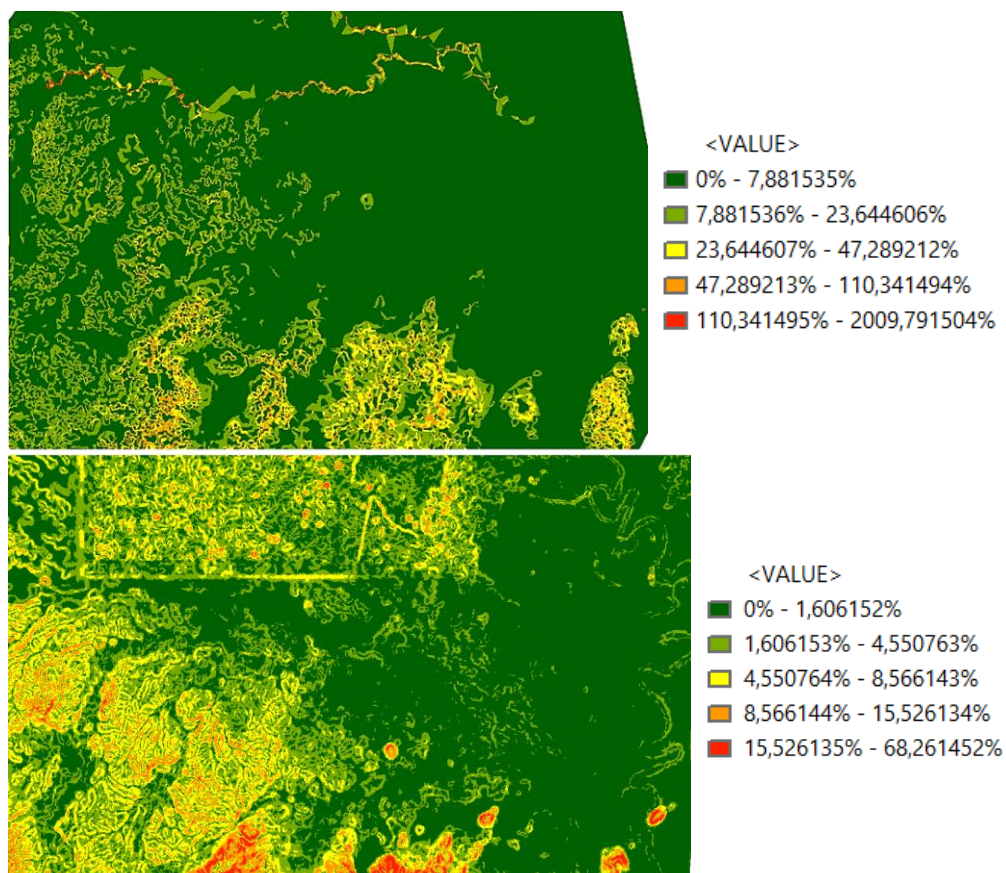 <VALUE>
0% - 7,881535%
7,881536% - 23,644606%
23,644607% - 47,289212%
47,289213% - 110,341494%
110,341495% - 2009,791504%
<VALUE>
0% - 1,606152%
1,606153% - 4,550763%
4,550764% - 8,566143%
8,566144% - 15,526134%
15,526135% - 68,261452%